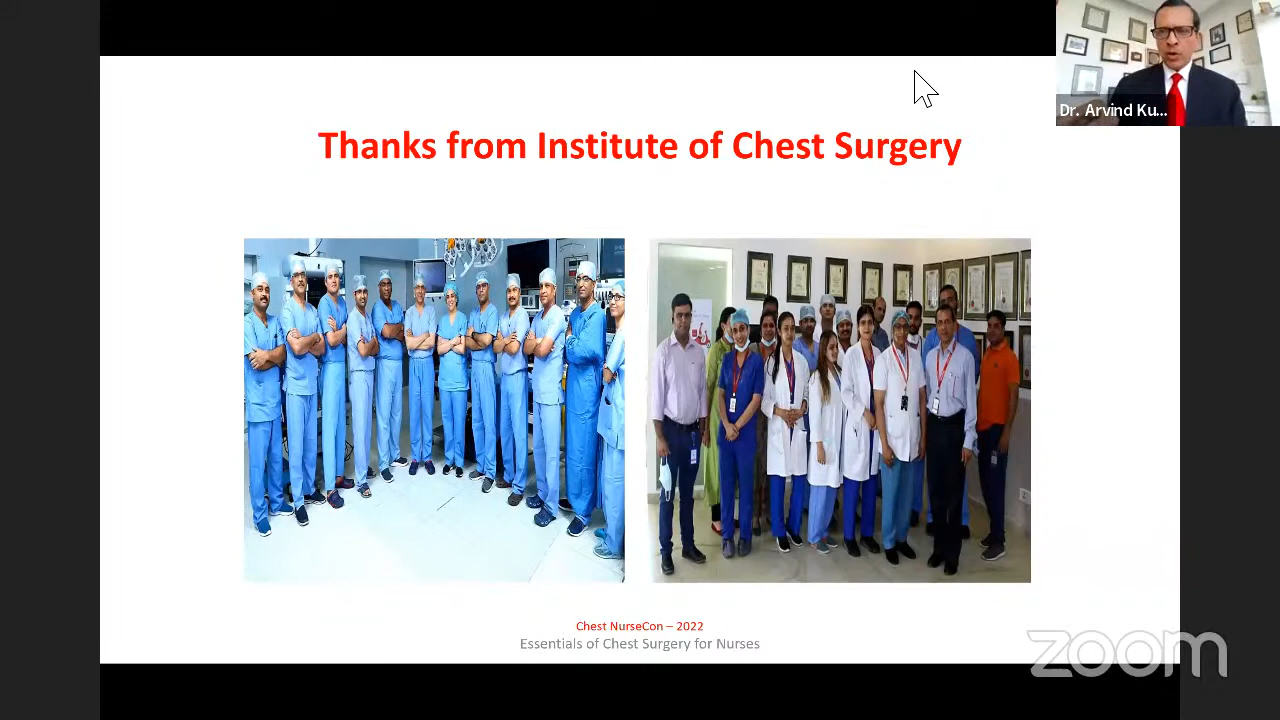 Dr. Arvind Ku...
Thanks from Institute of Chest Surgery
Chest NurseCon – 2022
Essentials of Chest Surgery for Nurses
zoom